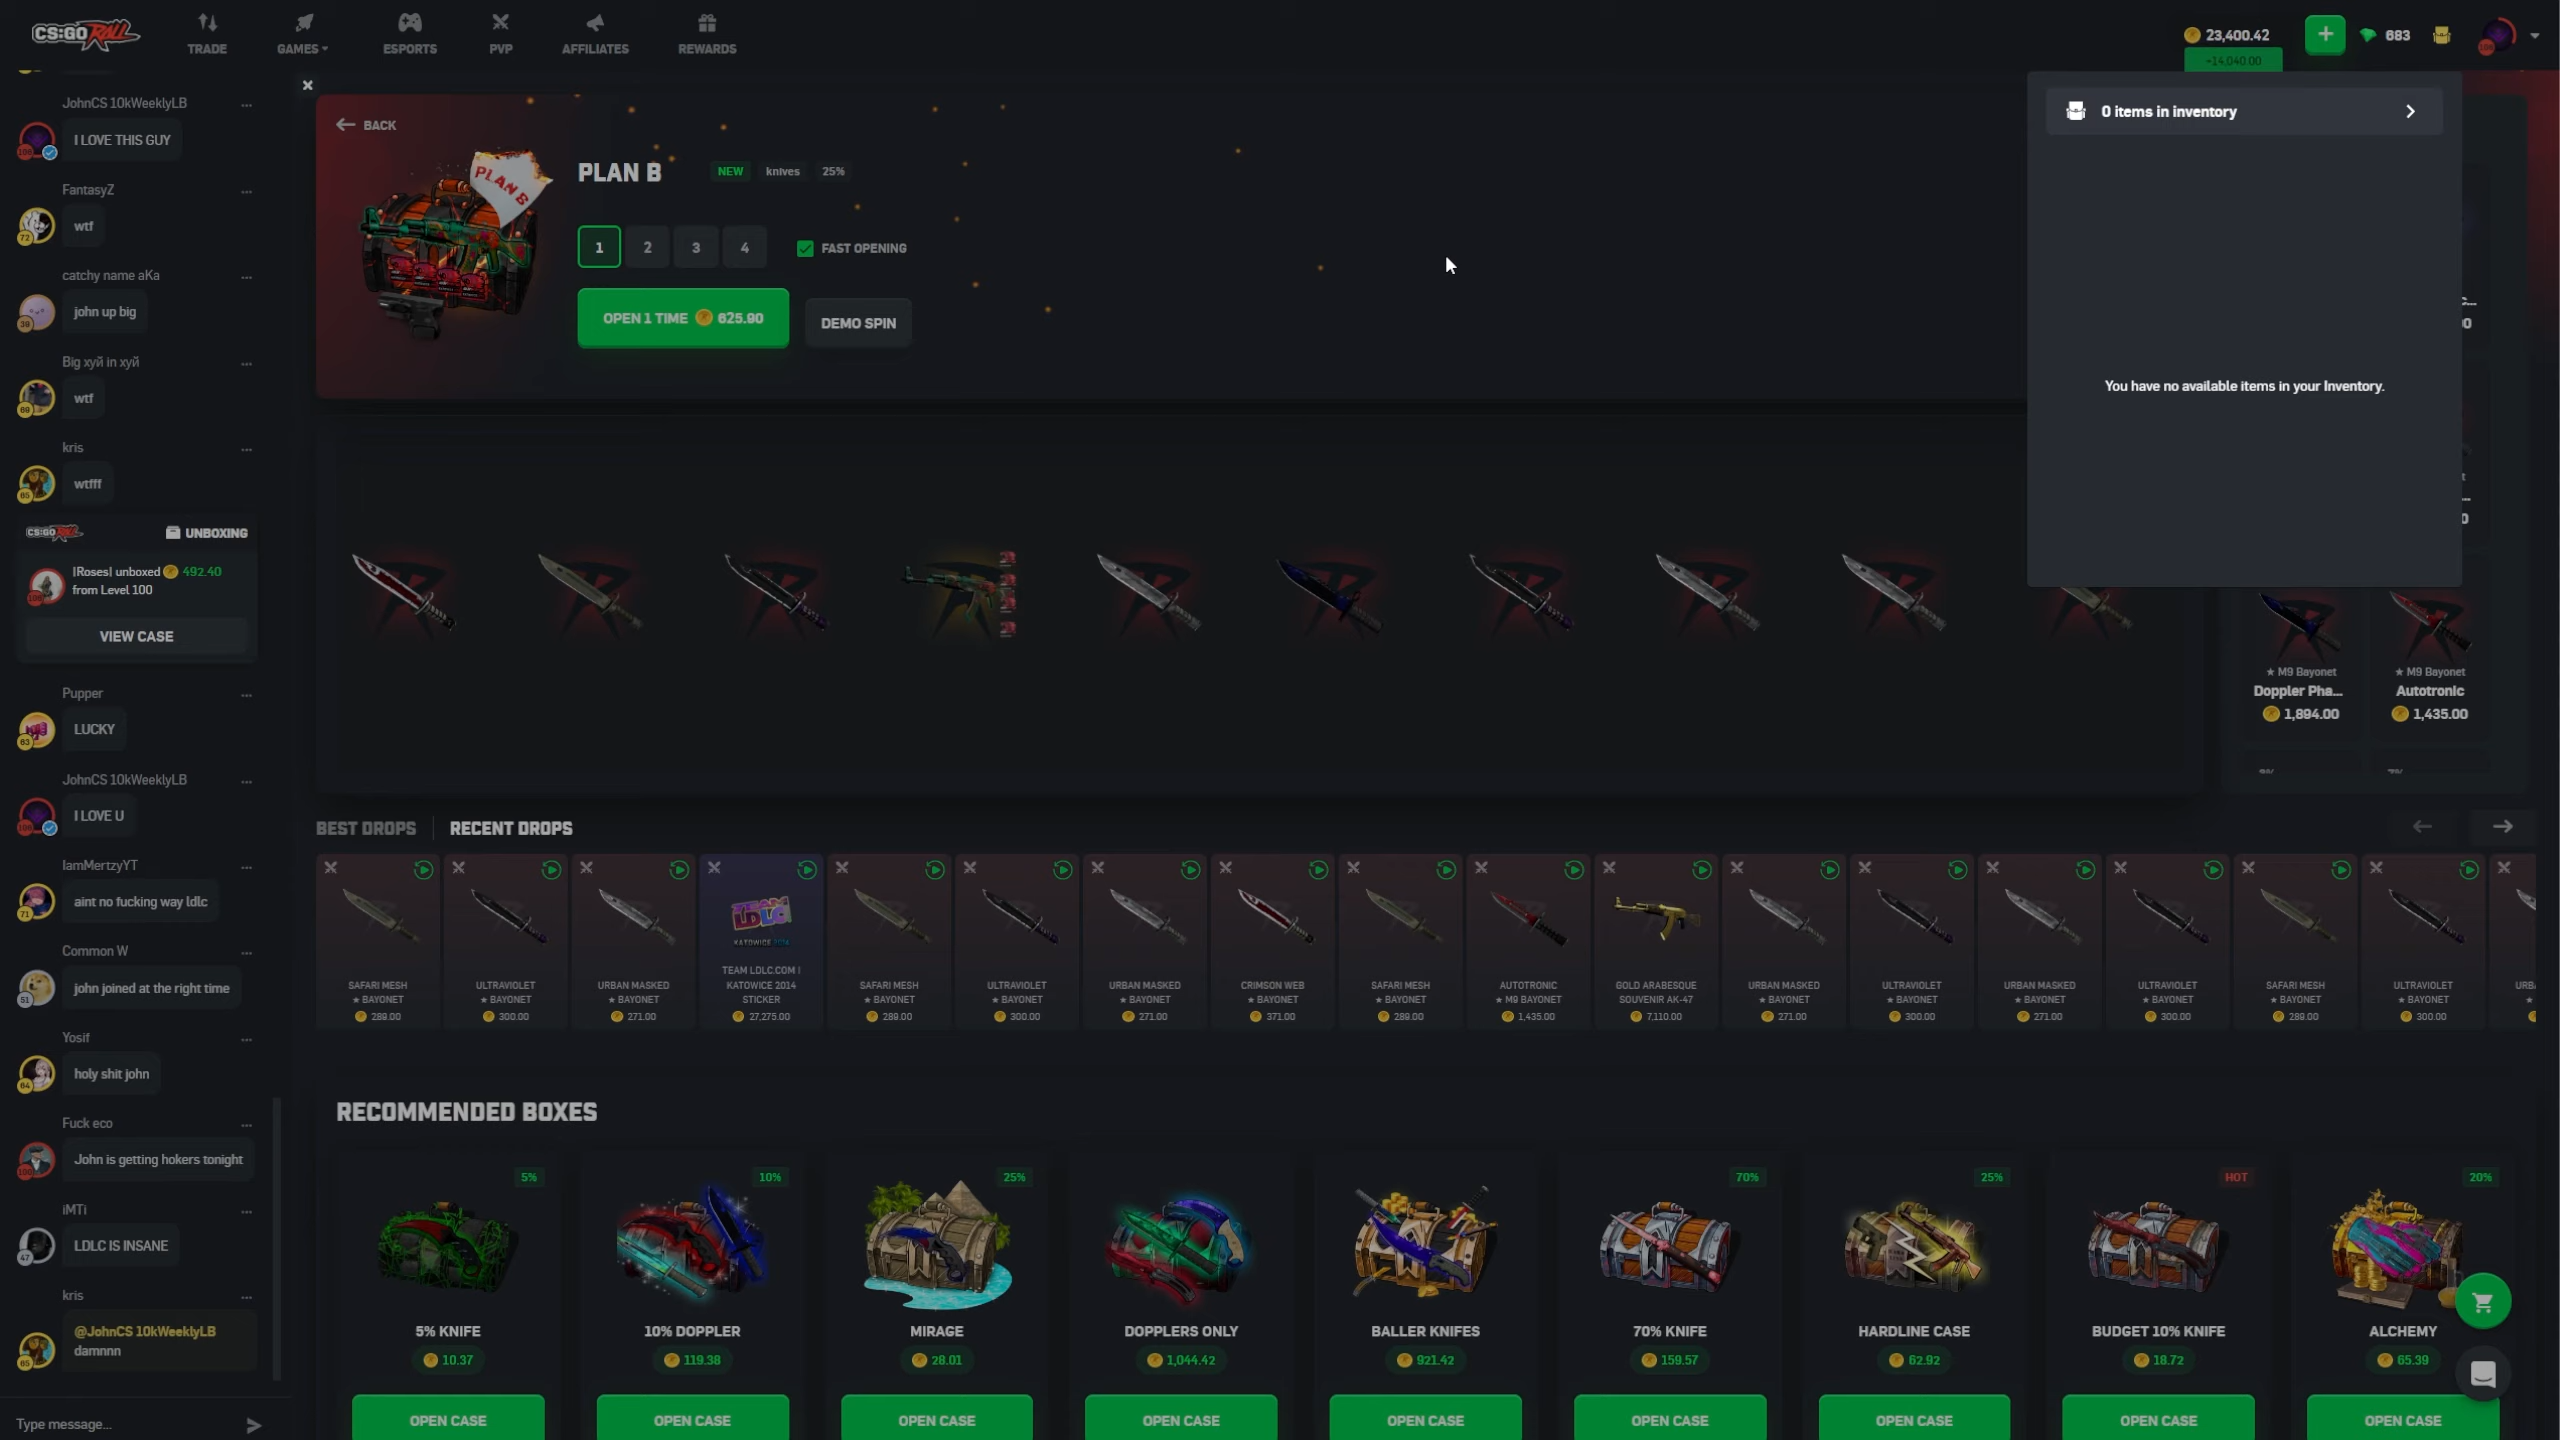 CS:GO ROLL
TRADE
GAMES
ESPORTS
PVP
AFFILIATES
REWARDS
23,400.42
683
+14,040.00
JohnCS 10kWeeklyLB
I LOVE THIS GUY
FantasyZ
wtf
catchy name aKa
john up big
Big xyй in xyй
wtf
kris
wtfff
CS:GO ROLL
UNBOXING
|Roses| unboxed 492.40
from Level 100
VIEW CASE
Pupper
LUCKY
JohnCS 10kWeeklyLB
I LOVE U
IamMertzyYT
aint no fucking way ldlc
Common W
john joined at the right time
Yosif
holy shit john
Fuck eco
John is getting hokers tonight
iMTi
LDLC IS INSANE
kris
@JohnCS 10kWeeklyLB
damnnn
Type message...
BACK
PLAN B
PLAN B
NEW
knives
25%
1
2
3
4
FAST OPENING
OPEN 1 TIME 625.90
DEMO SPIN
0 items in inventory
You have no available items in your Inventory.
★ M9 Bayonet
Doppler Pha...
1,894.00
★ M9 Bayonet
Autotronic
1,435.00
BEST DROPS
RECENT DROPS
SAFARI MESH
★ BAYONET
289.00
ULTRAVIOLET
★ BAYONET
300.00
URBAN MASKED
★ BAYONET
271.00
TEAM LDLC
KATOWICE 2014
TEAM LDLC.COM |
KATOWICE 2014
STICKER
27,275.00
SAFARI MESH
★ BAYONET
289.00
ULTRAVIOLET
★ BAYONET
300.00
URBAN MASKED
★ BAYONET
271.00
CRIMSON WEB
★ BAYONET
371.00
SAFARI MESH
★ BAYONET
289.00
AUTOTRONIC
★ M9 BAYONET
1,435.00
GOLD ARABESQUE
SOUVENIR AK-47
7,110.00
URBAN MASKED
★ BAYONET
271.00
ULTRAVIOLET
★ BAYONET
300.00
URBAN MASKED
★ BAYONET
271.00
ULTRAVIOLET
★ BAYONET
300.00
SAFARI MESH
★ BAYONET
289.00
ULTRAVIOLET
★ BAYONET
300.00
RECOMMENDED BOXES
5%
5% KNIFE
10.37
OPEN CASE
10%
10% DOPPLER
119.38
OPEN CASE
25%
MIRAGE
28.01
OPEN CASE
DOPPLERS ONLY
1,044.42
OPEN CASE
BALLER KNIFES
921.42
OPEN CASE
70%
70% KNIFE
159.57
OPEN CASE
25%
HARDLINE CASE
62.92
OPEN CASE
HOT
BUDGET 10% KNIFE
18.72
OPEN CASE
20%
ALCHEMY
65.39
OPEN CASE